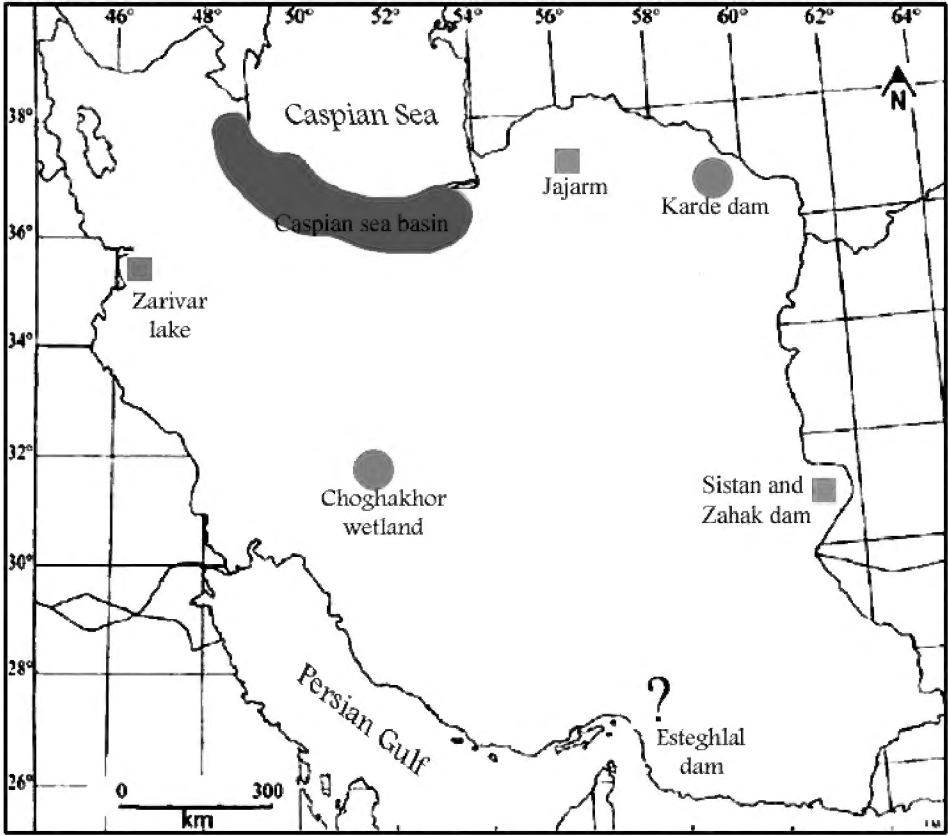 46° 48° 50° 52° 54° 56° 58° 60° 62° 64°
38°
36°
34°
32°
30°
28°
26°
N
Caspian Sea
Jajarm
Karde dam
Caspian sea basin
Zarivar
lake
Choghakhor
wetland
Sistan and
Zahak dam
Persian Gulf
?
Esteghlal
dam
0 300
km